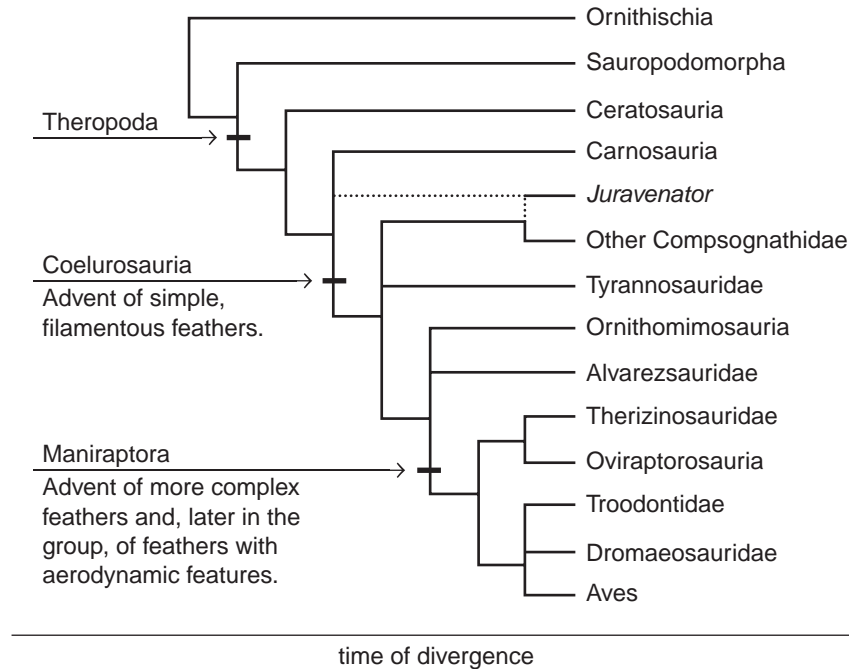 Ornithischia
Sauropodomorpha
Ceratosauria
Theropoda
Carnosauria
Juravenator
Other Compsognathidae
Coelurosauria
Advent of simple,
filamentous feathers.
Tyrannosauridae
Ornithomimosauria
Alvarezsauridae
Therizinosauridae
Maniraptora
Advent of more complex
feathers and, later in the
group, of feathers with
aerodynamic features.
Oviraptorosauria
Troodontidae
Dromaeosauridae
Aves
time of divergence